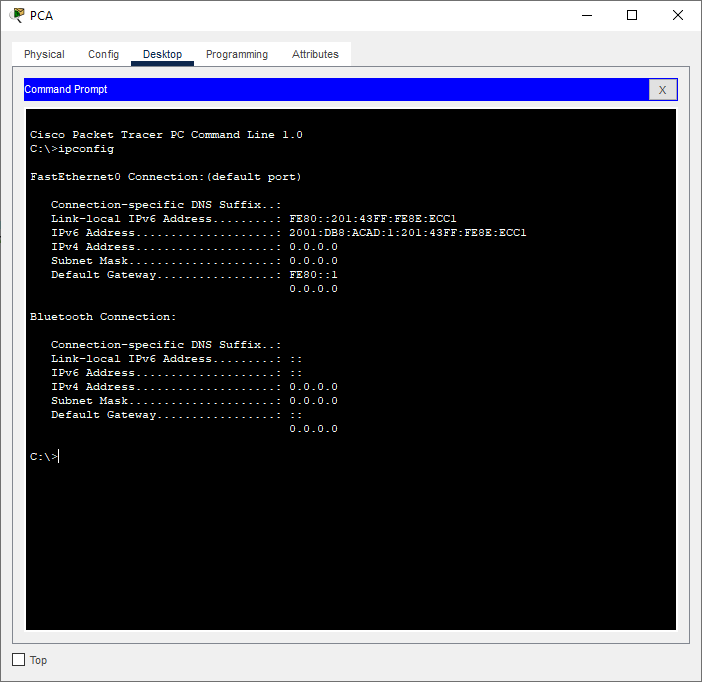 PCA
Physical Config Desktop Programming Attributes
Command Prompt X
Cisco Packet Tracer PC Command Line 1.0
C:\>ipconfig
FastEthernet0 Connection:(default port)
Connection-specific DNS Suffix..:
Link-local IPv6 Address.........: FE80::201:43FF:FE8E:ECC1
IPv6 Address....................: 2001:DB8:ACAD:1:201:43FF:FE8E:ECC1
IPv4 Address....................: 0.0.0.0
Subnet Mask.....................: 0.0.0.0
Default Gateway.................: FE80::1
0.0.0.0
Bluetooth Connection:
Connection-specific DNS Suffix..:
Link-local IPv6 Address.........: ::
IPv6 Address....................: ::
IPv4 Address....................: 0.0.0.0
Subnet Mask.....................: 0.0.0.0
Default Gateway.................: ::
0.0.0.0
C:\>
Top